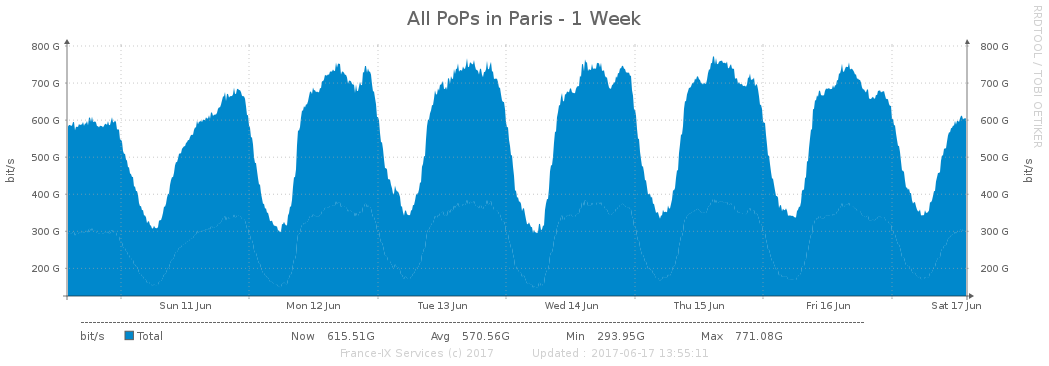 All PoPs in Paris - 1 Week
RRDTOOL / TOBI OETIKER
800 G 800 G
700 G 700 G
600 G 600 G
500 G 500 G
400 G 400 G
300 G 300 G
200 G 200 G
bit/s bit/s
Sun 11 Jun Mon 12 Jun Tue 13 Jun Wed 14 Jun Thu 15 Jun Fri 16 Jun Sat 17 Jun
bit/s Total Now 615.51G Avg 570.56G Min 293.95G Max 771.08G
France-IX Services (c) 2017 Updated : 2017-06-17 13:55:11